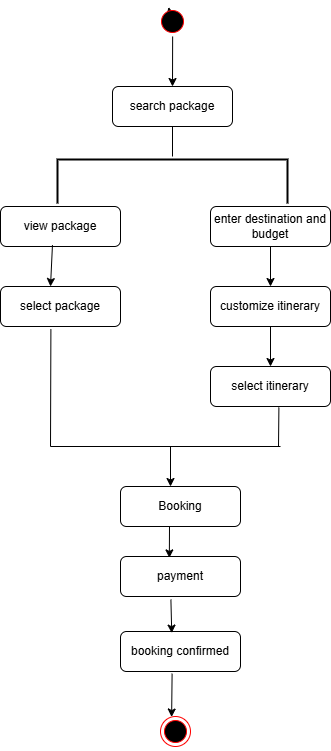 search package
view package
enter destination and
budget
select package
customize itinerary
select itinerary
Booking
payment
booking confirmed